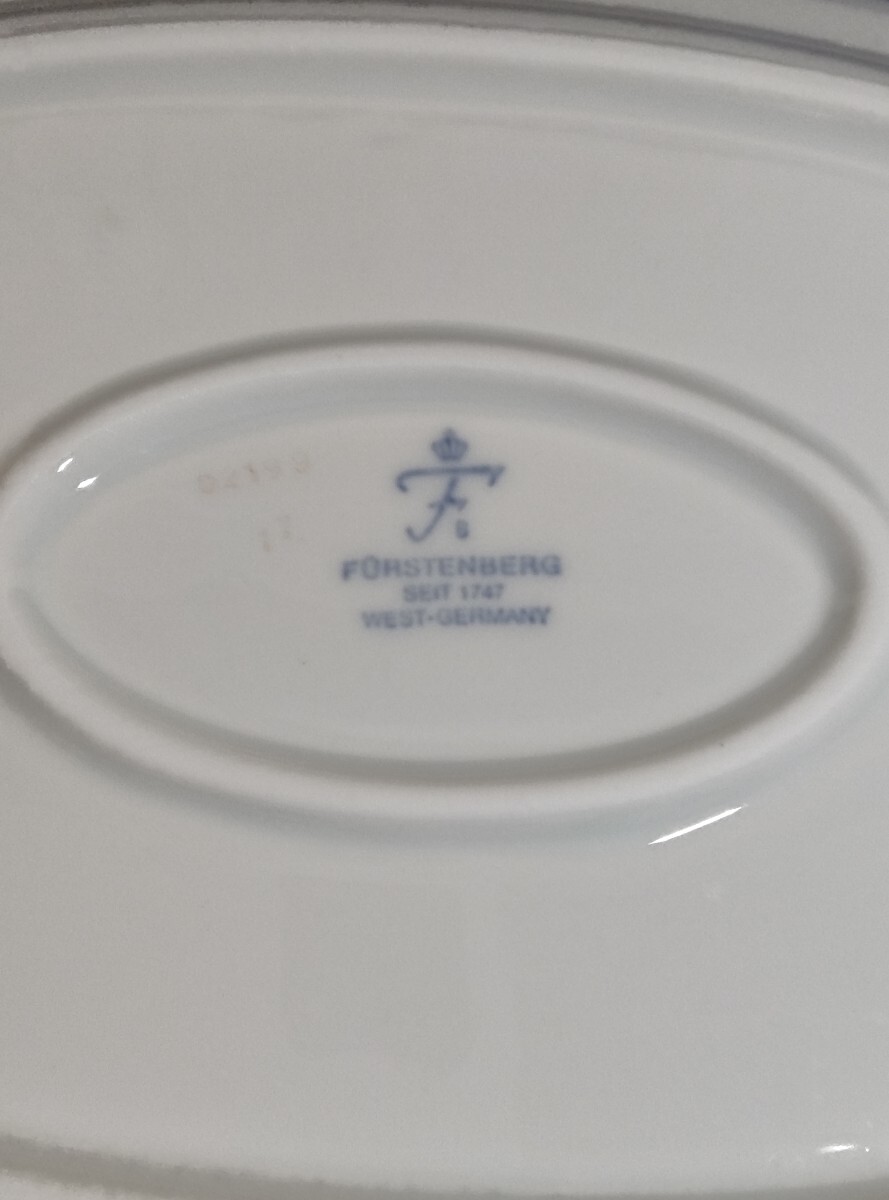 F
FÜRSTENBERG
SEIT 1747
WEST-GERMANY